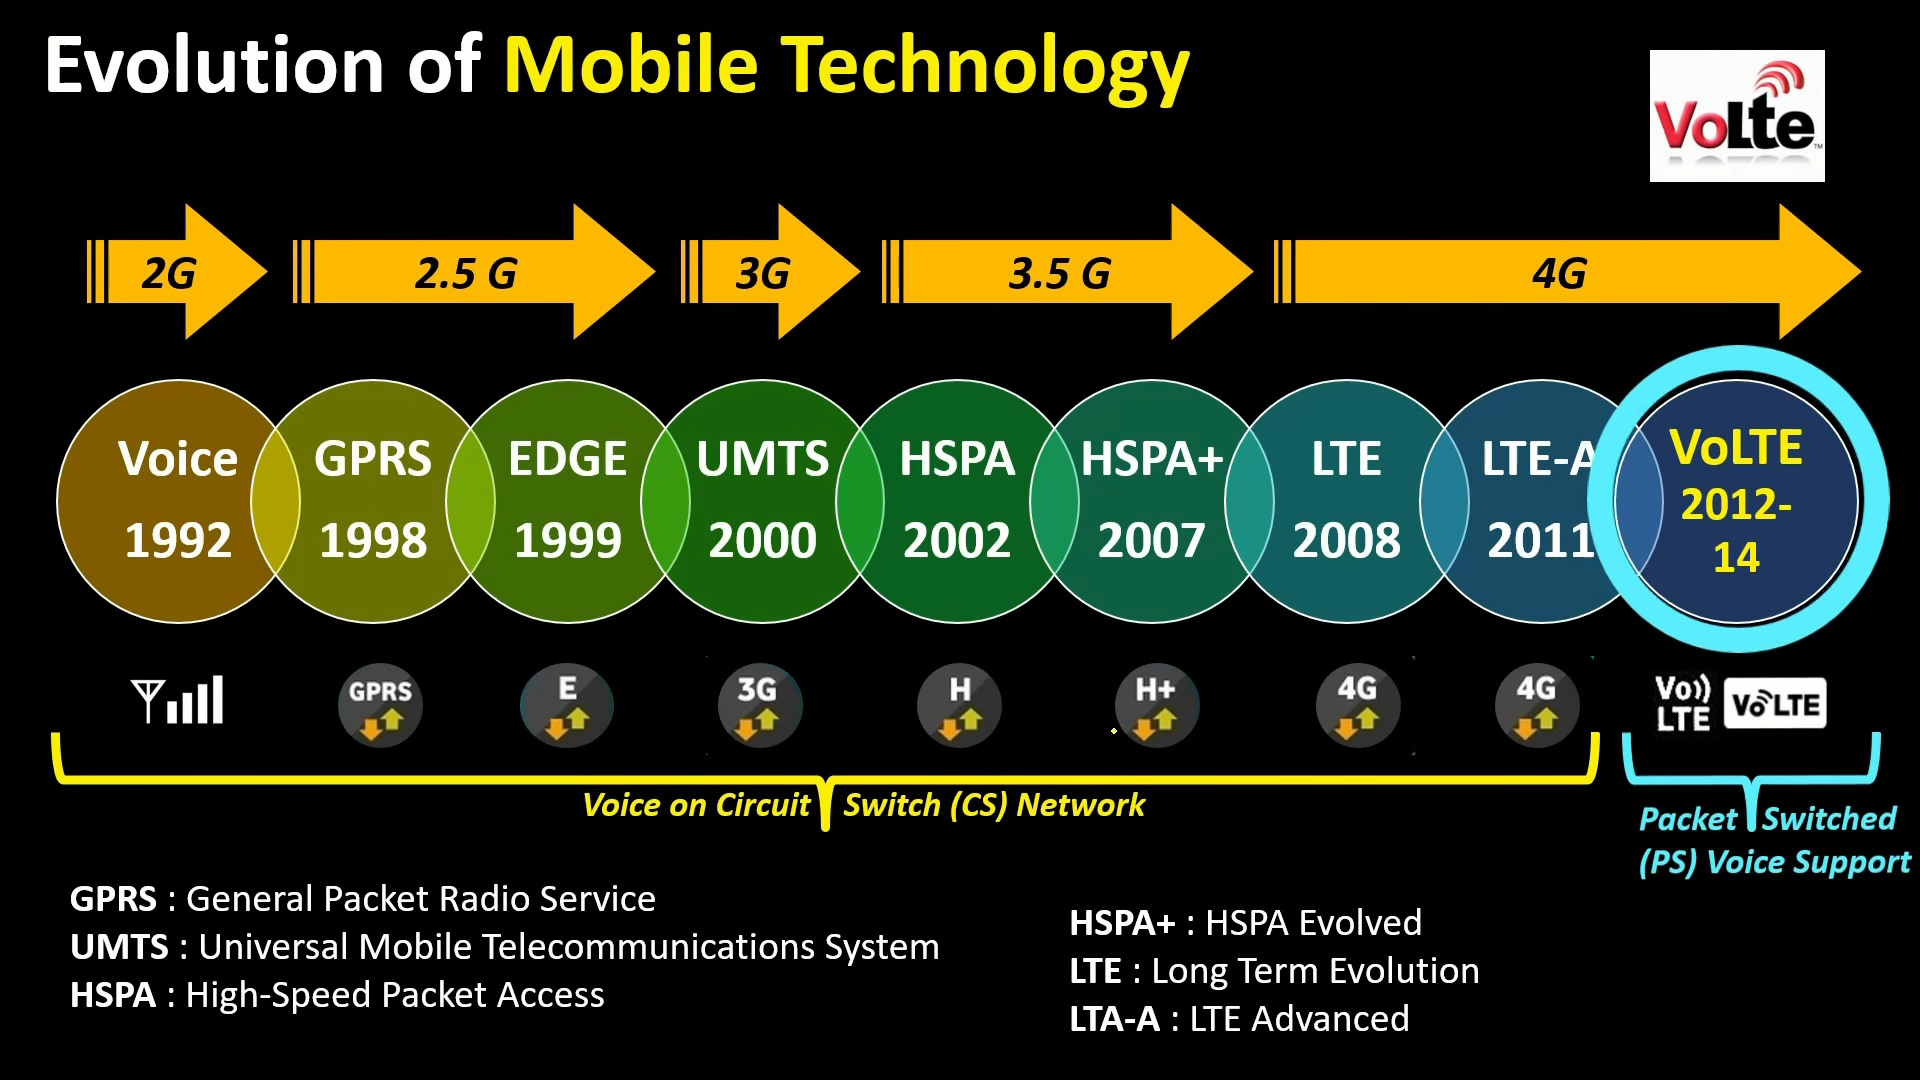 Evolution of Mobile Technology
VoLte™
2G
2.5 G
3G
3.5 G
4G
Voice
1992
GPRS
1998
EDGE
1999
UMTS
2000
HSPA
2002
HSPA+
2007
LTE
2008
LTE-A
2011
VoLTE
2012-
14
GPRS
E
3G
H
H+
4G
4G
Vo))
LTE
VoLTE
Voice on Circuit Switch (CS) Network
Packet Switched
(PS) Voice Support
GPRS : General Packet Radio Service
UMTS : Universal Mobile Telecommunications System
HSPA : High-Speed Packet Access
HSPA+ : HSPA Evolved
LTE : Long Term Evolution
LTA-A : LTE Advanced